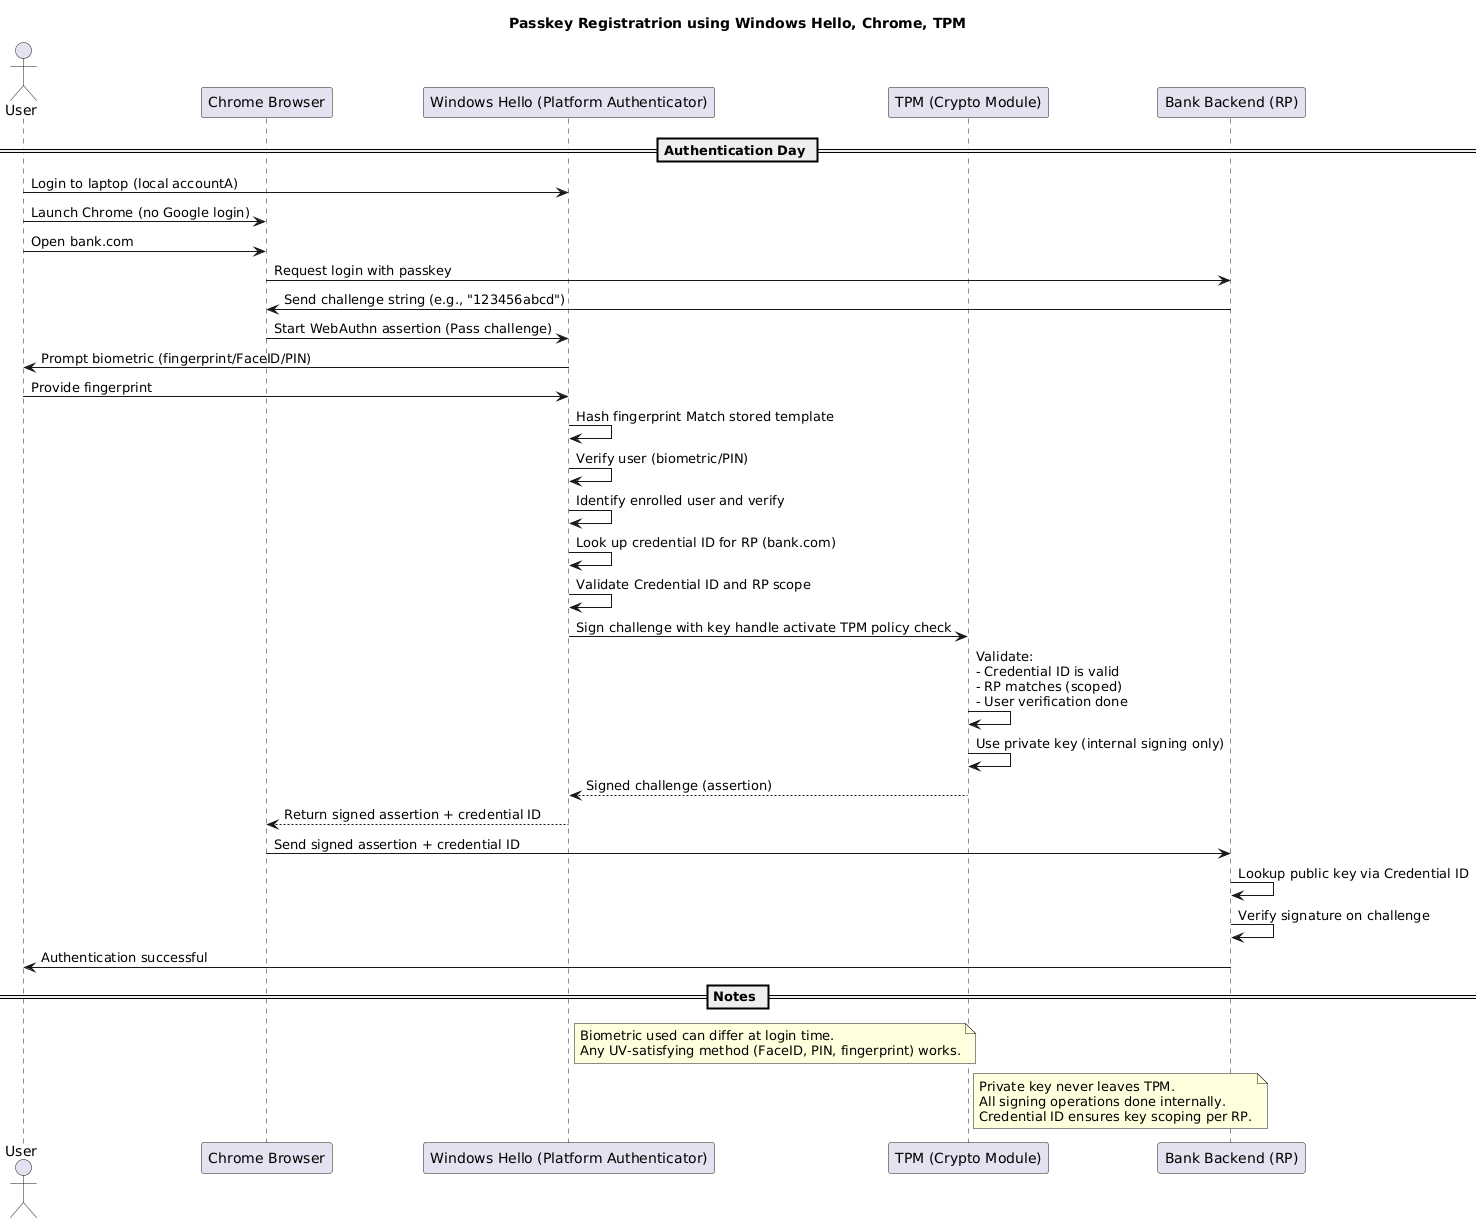 Passkey Registratrion using Windows Hello, Chrome, TPM
User
Chrome Browser
Windows Hello (Platform Authenticator)
TPM (Crypto Module)
Bank Backend (RP)
Authentication Day
Login to laptop (local accountA)
Launch Chrome (no Google login)
Open bank.com
Request login with passkey
Send challenge string (e.g., "123456abcd")
Start WebAuthn assertion (Pass challenge)
Prompt biometric (fingerprint/FaceID/PIN)
Provide fingerprint
Hash fingerprint Match stored template
Verify user (biometric/PIN)
Identify enrolled user and verify
Look up credential ID for RP (bank.com)
Validate Credential ID and RP scope
Sign challenge with key handle activate TPM policy check
Validate:
- Credential ID is valid
- RP matches (scoped)
- User verification done
Use private key (internal signing only)
Signed challenge (assertion)
Return signed assertion + credential ID
Send signed assertion + credential ID
Lookup public key via Credential ID
Verify signature on challenge
Authentication successful
Notes
Biometric used can differ at login time.
Any UV-satisfying method (FaceID, PIN, fingerprint) works.
Private key never leaves TPM.
All signing operations done internally.
Credential ID ensures key scoping per RP.
User
Chrome Browser
Windows Hello (Platform Authenticator)
TPM (Crypto Module)
Bank Backend (RP)